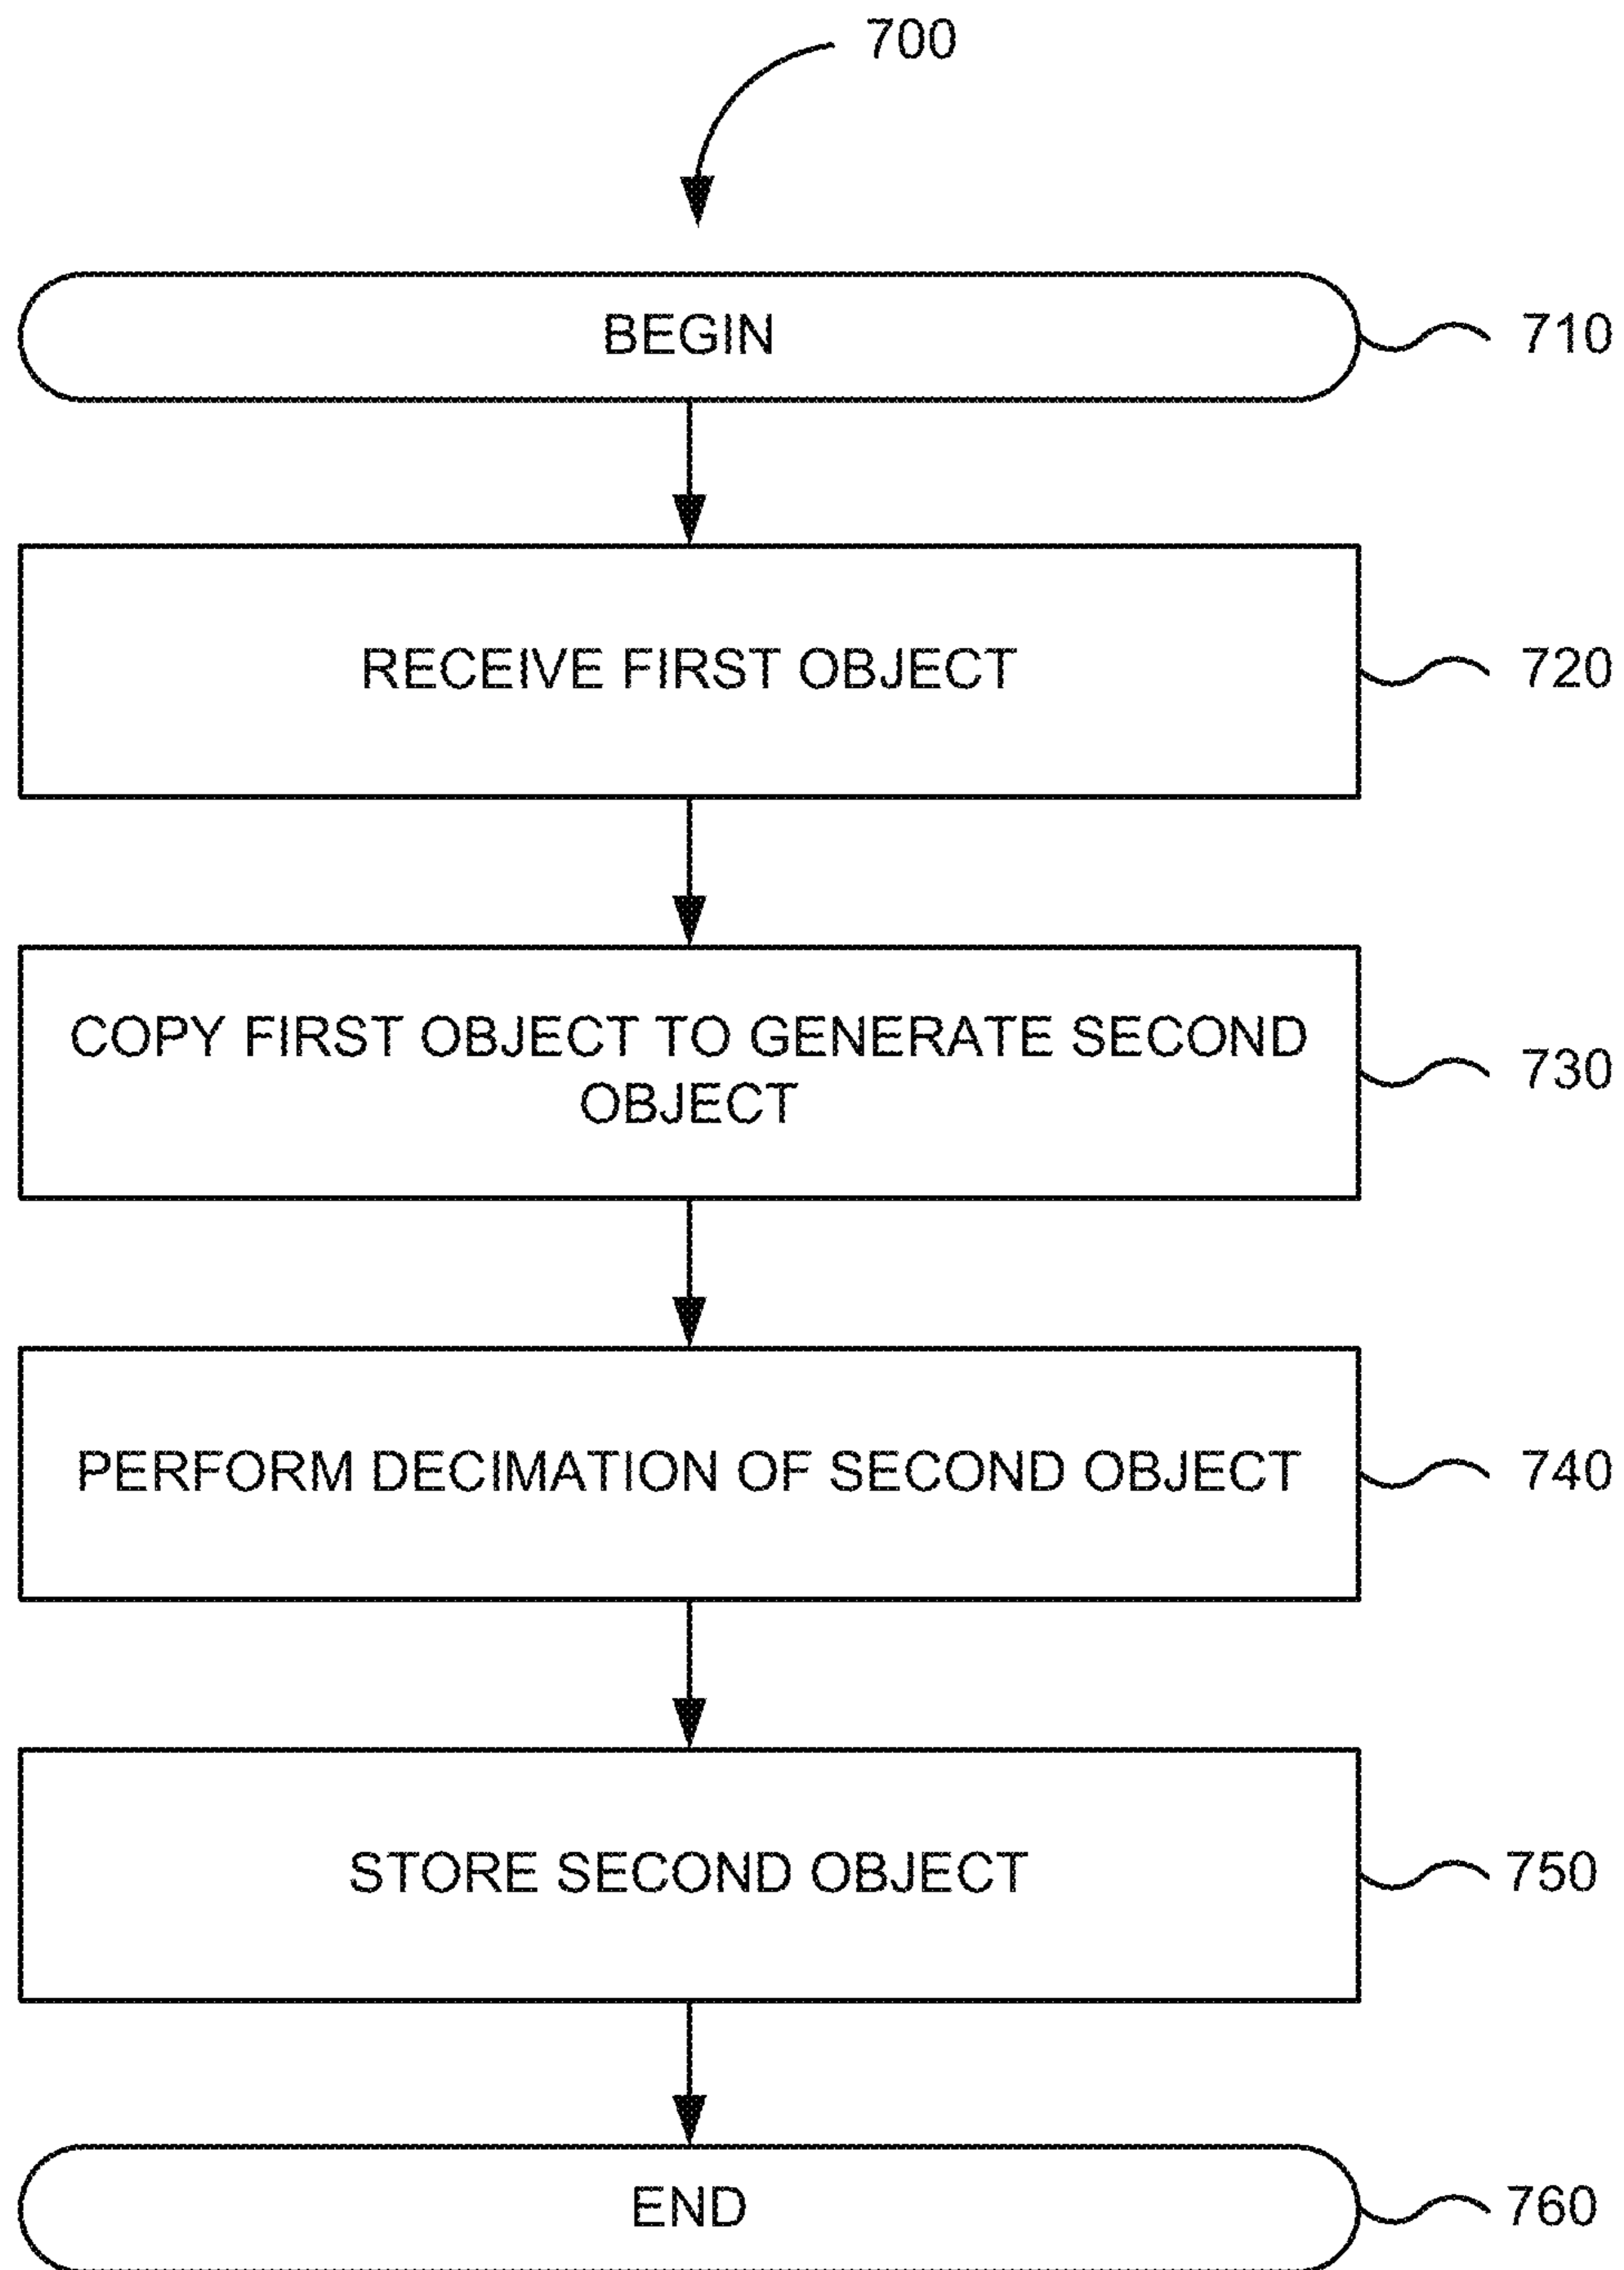 700
BEGIN
710
RECEIVE FIRST OBJECT
720
COPY FIRST OBJECT TO GENERATE SECOND
OBJECT
730
PERFORM DECIMATION OF SECOND OBJECT
740
STORE SECOND OBJECT
750
END
760